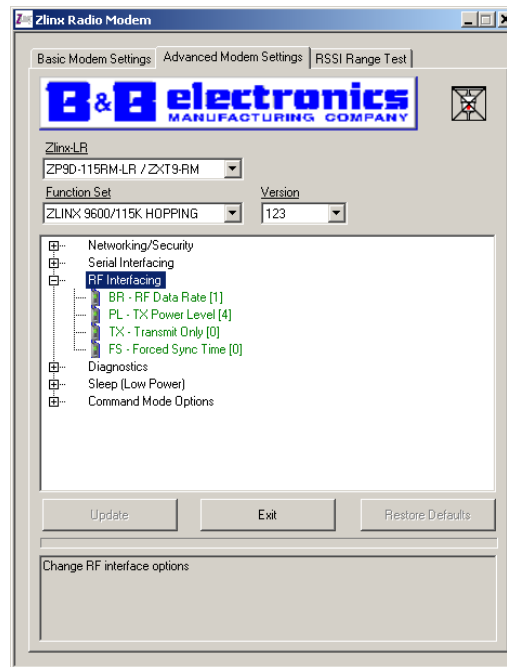 Zlinx Radio Modem
Basic Modem Settings
Advanced Modem Settings
RSSI Range Test
B&B electronics
MANUFACTURING COMPANY
Zlinx-LR
ZP9D-115RM-LR / ZXT9-RM
Function Set
Version
ZLINX 9600/115K HOPPING
123
Networking/Security
Serial Interfacing
RF Interfacing
BR - RF Data Rate [1]
PL - TX Power Level [4]
TX - Transmit Only [0]
FS - Forced Sync Time [0]
Diagnostics
Sleep (Low Power)
Command Mode Options
Update
Exit
Restore Defaults
Change RF interface options